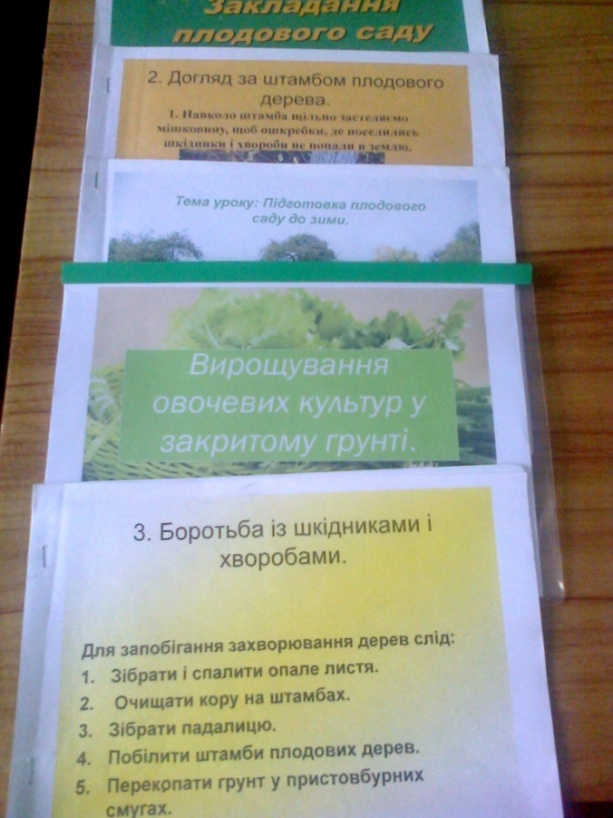 Закладання
плодового саду
2. Догляд за штамбом плодового
дерева.
1. Навколо штамба щільно застеляємо
мішковину, щоб ошкребки, де поселились
шкідники і хвороби не попали в землю.
Тема уроку: Підготовка плодового
саду до зими.
Вирощування
овочевих культур у
закритому грунті.
3. Боротьба із шкідниками і
хворобами.
Для запобігання захворювання дерев слід:
1. Зібрати і спалити опале листя.
2. Очищати кору на штамбах.
3. Зібрати падалицю.
4. Побілити штамби плодових дерев.
5. Перекопати грунт у пристовбурних
смугах.